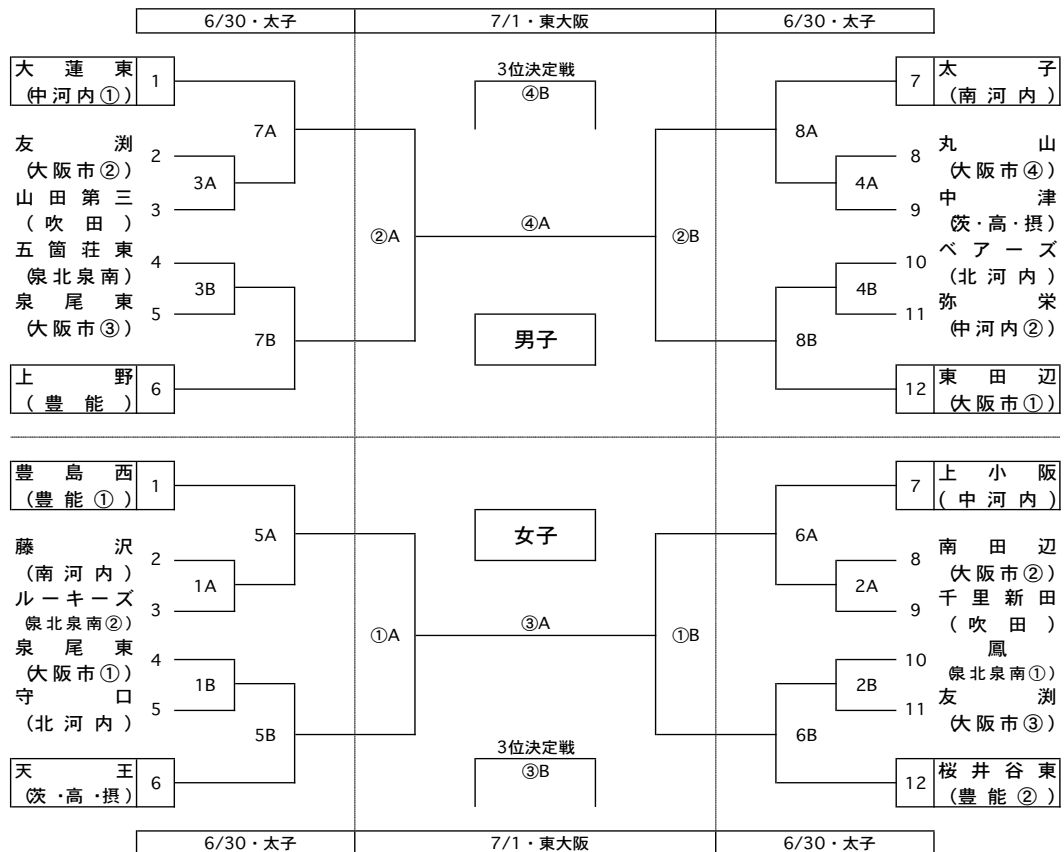 6/30・太子 7/1・東大阪 6/30・太子
大蓮東 1
(中河内①)
7A
友渕 2
(大阪市②)
3A
山田第三 3
(吹田)
②A
五箇荘東 4
(泉北泉南)
3B
泉尾東 5
(大阪市③)
7B
上野 6
(豊能)
3位決定戦
④B
④A
男子
7 太子
(南河内)
8A
8 丸山
(大阪市④)
4A
9 中津
(茨・高・摂)
②B
10 ベアーズ
(北河内)
4B
11 弥栄
(中河内②)
8B
12 東田辺
(大阪市①)
豊島西 1
(豊能①)
5A
藤沢 2
(南河内)
1A
ルーキーズ 3
(泉北泉南②)
①A
泉尾東 4
(大阪市①)
1B
守口 5
(北河内)
5B
天王 6
(茨・高・摂)
女子
③A
3位決定戦
③B
7 上小阪
(中河内)
6A
8 南田辺
(大阪市②)
2A
9 千里新田
(吹田)
①B
10 鳳
(泉北泉南①)
2B
11 友渕
(大阪市③)
6B
12 桜井谷東
(豊能②)
6/30・太子 7/1・東大阪 6/30・太子